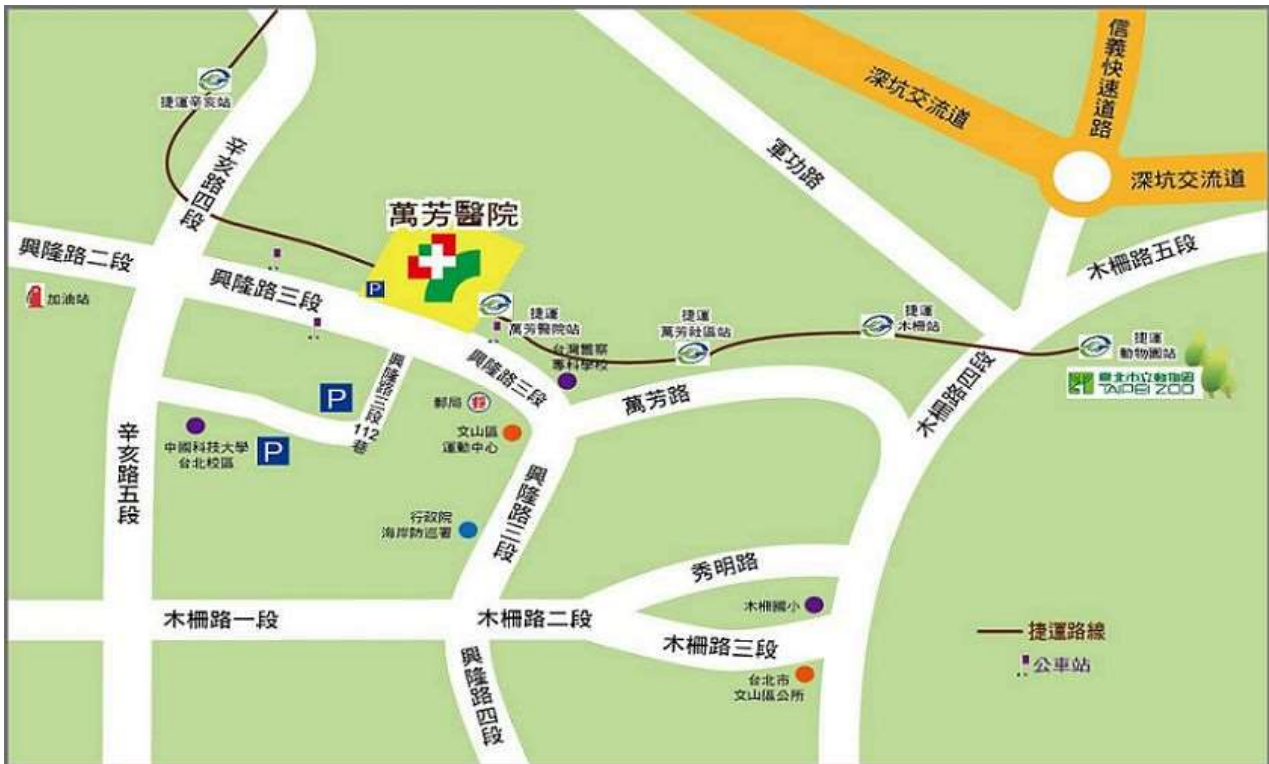 信義快速道路
深坑交流道
捷運辛亥站
軍功路
辛亥路四段
深坑交流道
萬芳醫院
木柵路五段
興隆路二段
興隆路三段
P
加油站
捷運
萬芳醫院站
捷運
萬芳社區站
捷運
木柵站
捷運
動物園站
臺北市立動物園
TAIPEI ZOO
台灣警察
專科學校
興隆路三段
興隆路三段
112
巷
P
郵局
萬芳路
木柵路四段
文山區
運動中心
中國科技大學
台北校區
P
辛亥路五段
興隆路三段
行政院
海岸防巡署
秀明路
木柵路一段
木柵路二段
木柵國小
木柵路三段
捷運路線
公車站
興隆路四段
台北市
文山區公所